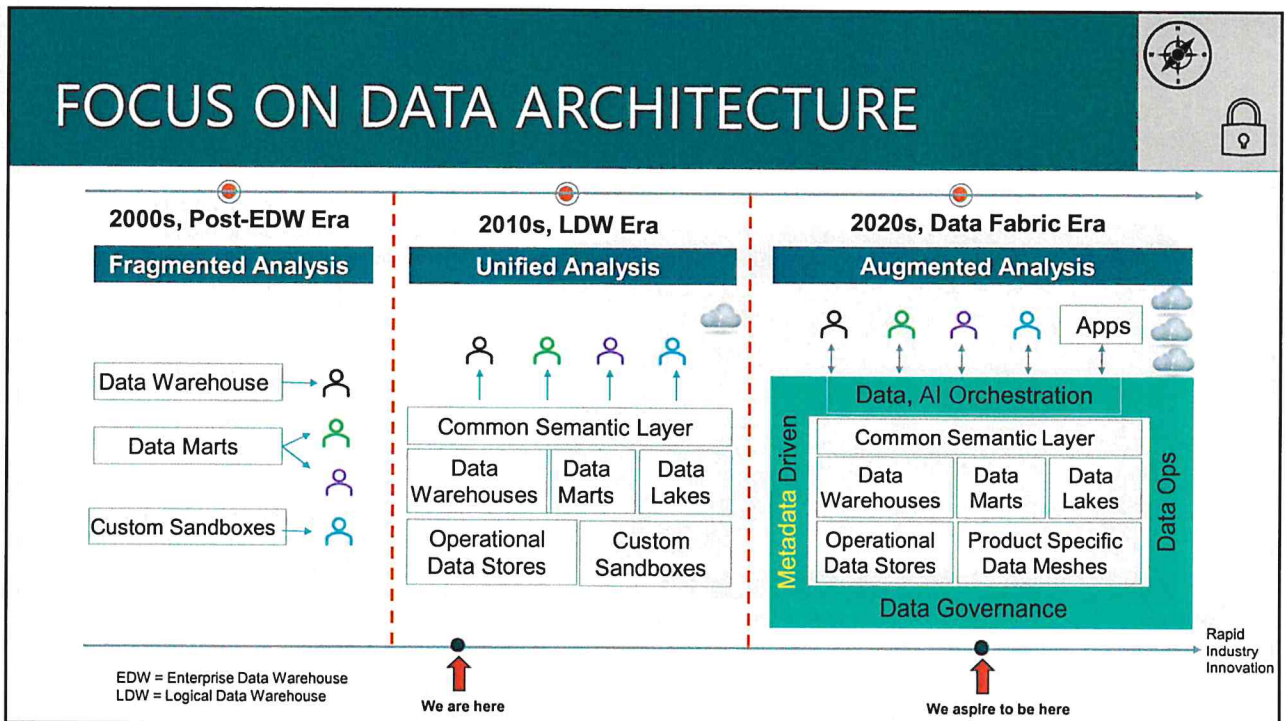 FOCUS ON DATA ARCHITECTURE
2000s, Post-EDW Era
Fragmented Analysis
Data Warehouse
Data Marts
Custom Sandboxes
2010s, LDW Era
Unified Analysis
Common Semantic Layer
Data
Warehouses
Data
Marts
Data
Lakes
Operational
Data Stores
Custom
Sandboxes
2020s, Data Fabric Era
Augmented Analysis
Apps
Data, AI Orchestration
Metadata Driven
Common Semantic Layer
Data
Warehouses
Data
Marts
Data
Lakes
Operational
Data Stores
Product Specific
Data Meshes
Data Ops
Data Governance
Rapid
Industry
Innovation
EDW = Enterprise Data Warehouse
LDW = Logical Data Warehouse
We are here
We aspire to be here